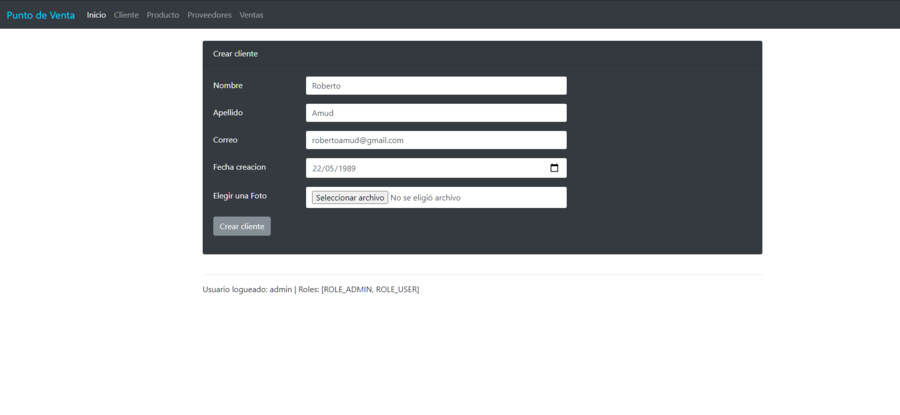 Punto de Venta Inicio Cliente Producto Proveedores Ventas
Crear cliente
Nombre Roberto
Apellido Amud
Correo robertoamud@gmail.com
Fecha creacion 22/05/1989
Elegir una Foto Seleccionar archivo No se eligió archivo
Crear cliente
Usuario logueado: admin | Roles: [ROLE_ADMIN, ROLE_USER]